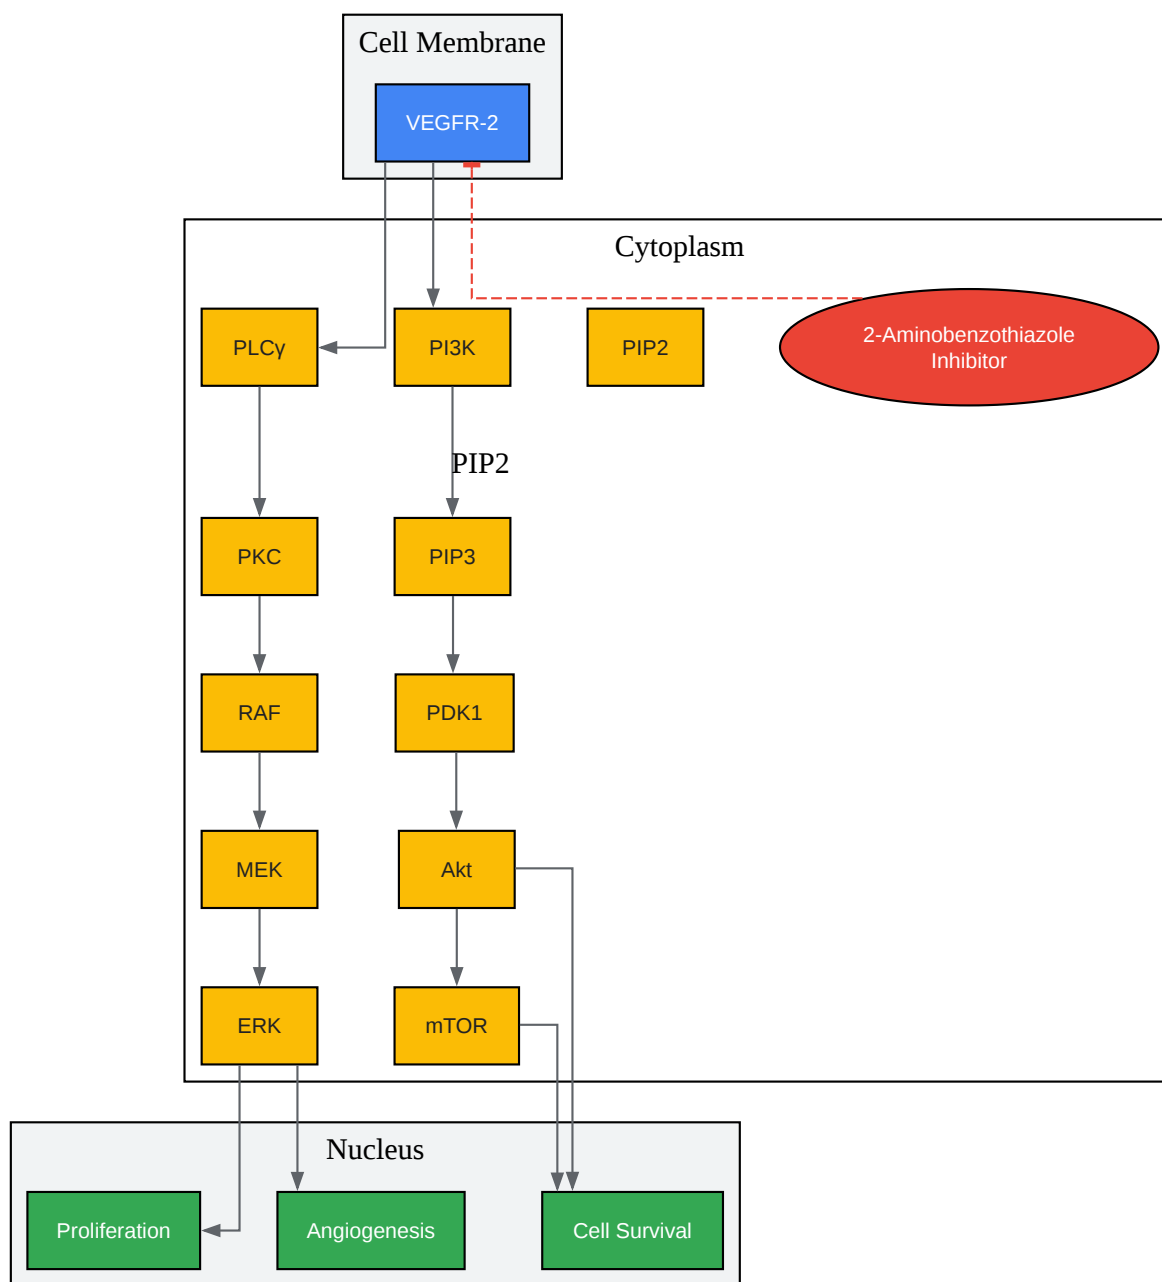 Cell Membrane
VEGFR-2
Cytoplasm
PLCγ
PI3K
PIP2
2-Aminobenzothiazole
Inhibitor
PIP2
PKC
PIP3
RAF
PDK1
MEK
Akt
ERK
mTOR
Nucleus
Proliferation
Angiogenesis
Cell Survival